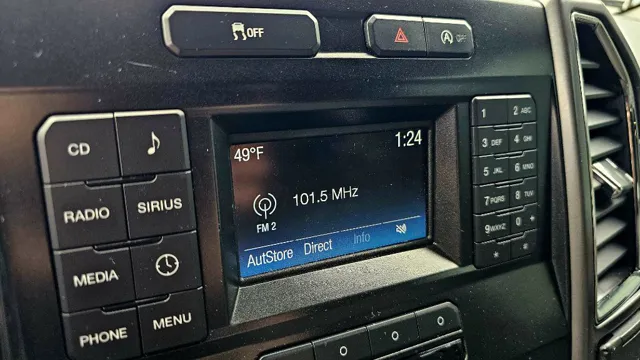 OFF
A OFF
CD
RADIO SIRIUS
MEDIA
PHONE MENU
49°F 1:24
101.5 MHz
FM 2
AutStore Direct Info
1 2 ABC
3 DEF 4 GHI
5 JKL 6 MNO
7 PQRS 8 TUV
9 WXYZ 0 +
* #